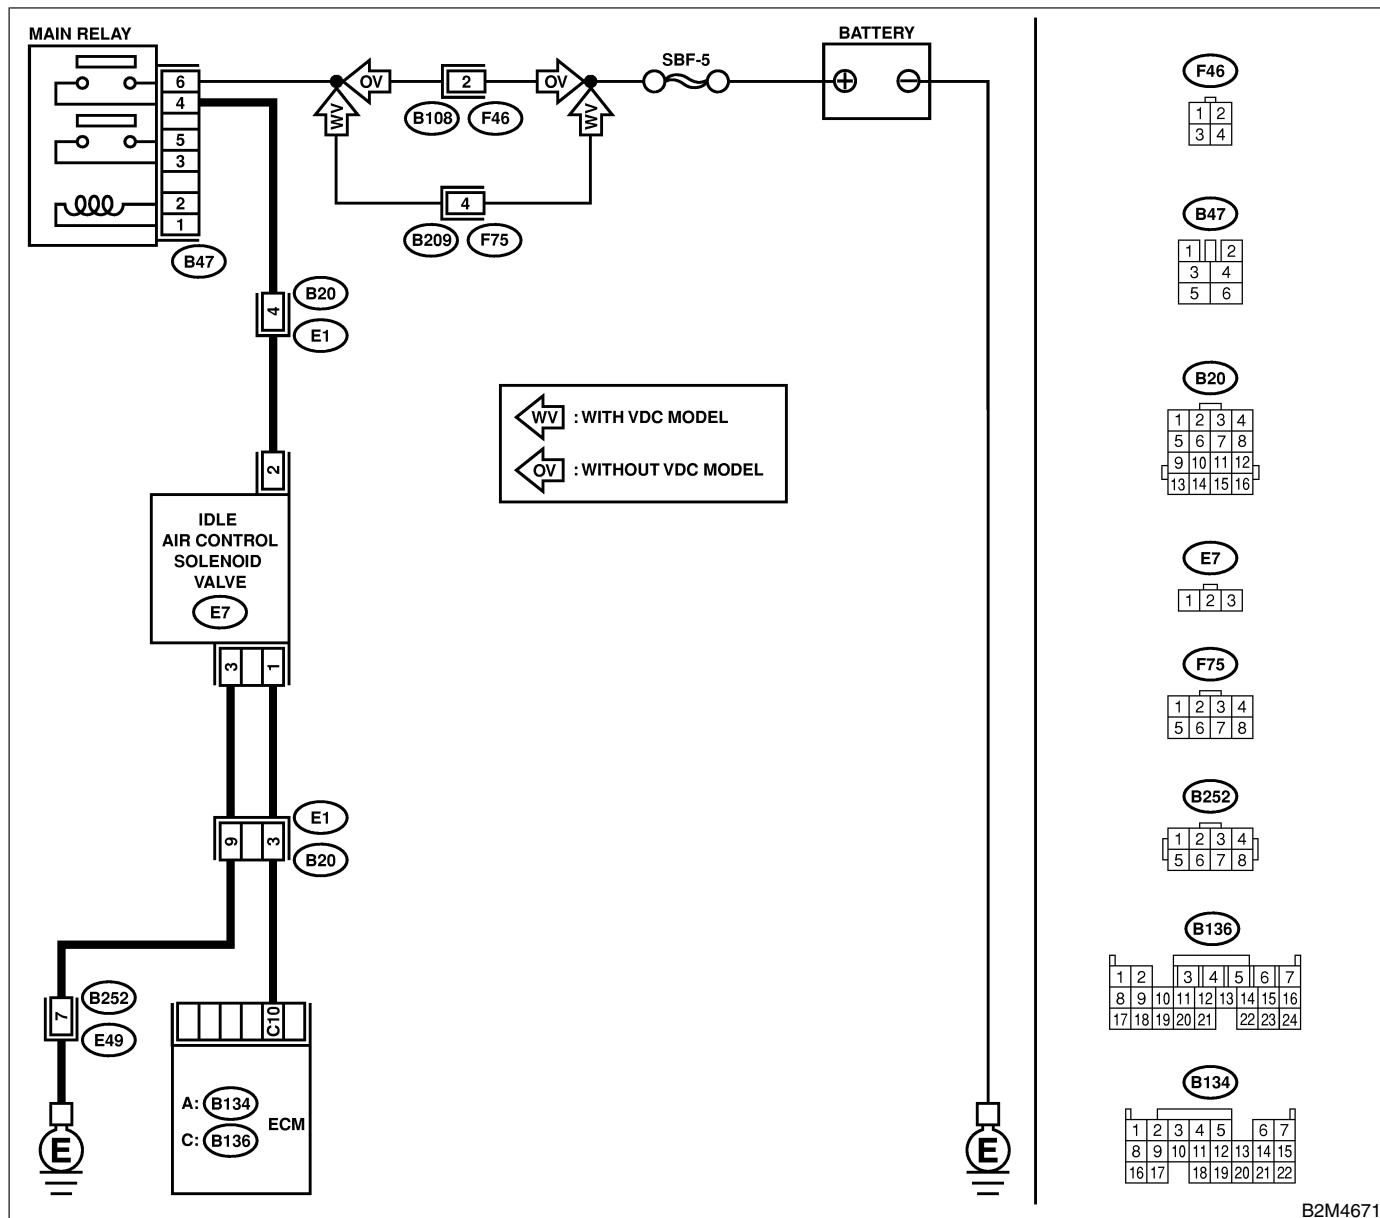 MAIN RELAY
BATTERY
SBF-5
6
4
5
3
2
1
B47
OV
2
OV
B108
F46
WV
WV
4
B209
F75
4
B20
E1
WV : WITH VDC MODEL
OV : WITHOUT VDC MODEL
2
IDLE
AIR CONTROL
SOLENOID
VALVE
E7
3 1
E1
9 3
B20
B252
7
E49
C10
A: B134
C: B136
ECM
E
E
F46
1 2
3 4
B47
1 2
3 4
5 6
B20
1 2 3 4
5 6 7 8
9 10 11 12
13 14 15 16
E7
1 2 3
F75
1 2 3 4
5 6 7 8
B252
1 2 3 4
5 6 7 8
B136
1 2 3 4 5 6 7
8 9 10 11 12 13 14 15 16
17 18 19 20 21 22 23 24
B134
1 2 3 4 5 6 7
8 9 10 11 12 13 14 15
16 17 18 19 20 21 22
B2M4671